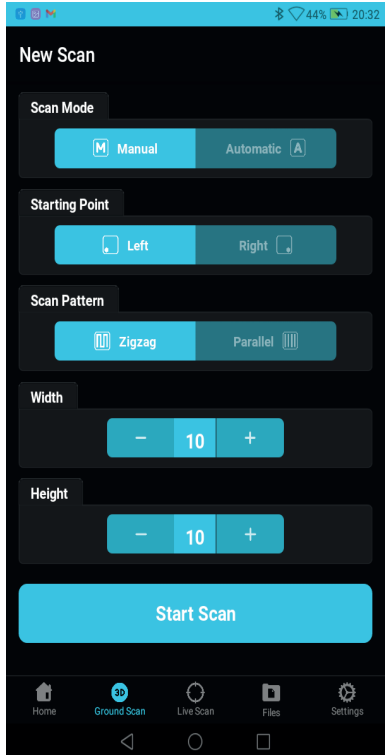 44% 20:32
New Scan
Scan Mode
M Manual Automatic A
Starting Point
Left Right
Scan Pattern
Zigzag Parallel
Width
− 10 +
Height
− 10 +
Start Scan
3D
Home Ground Scan Live Scan Files Settings